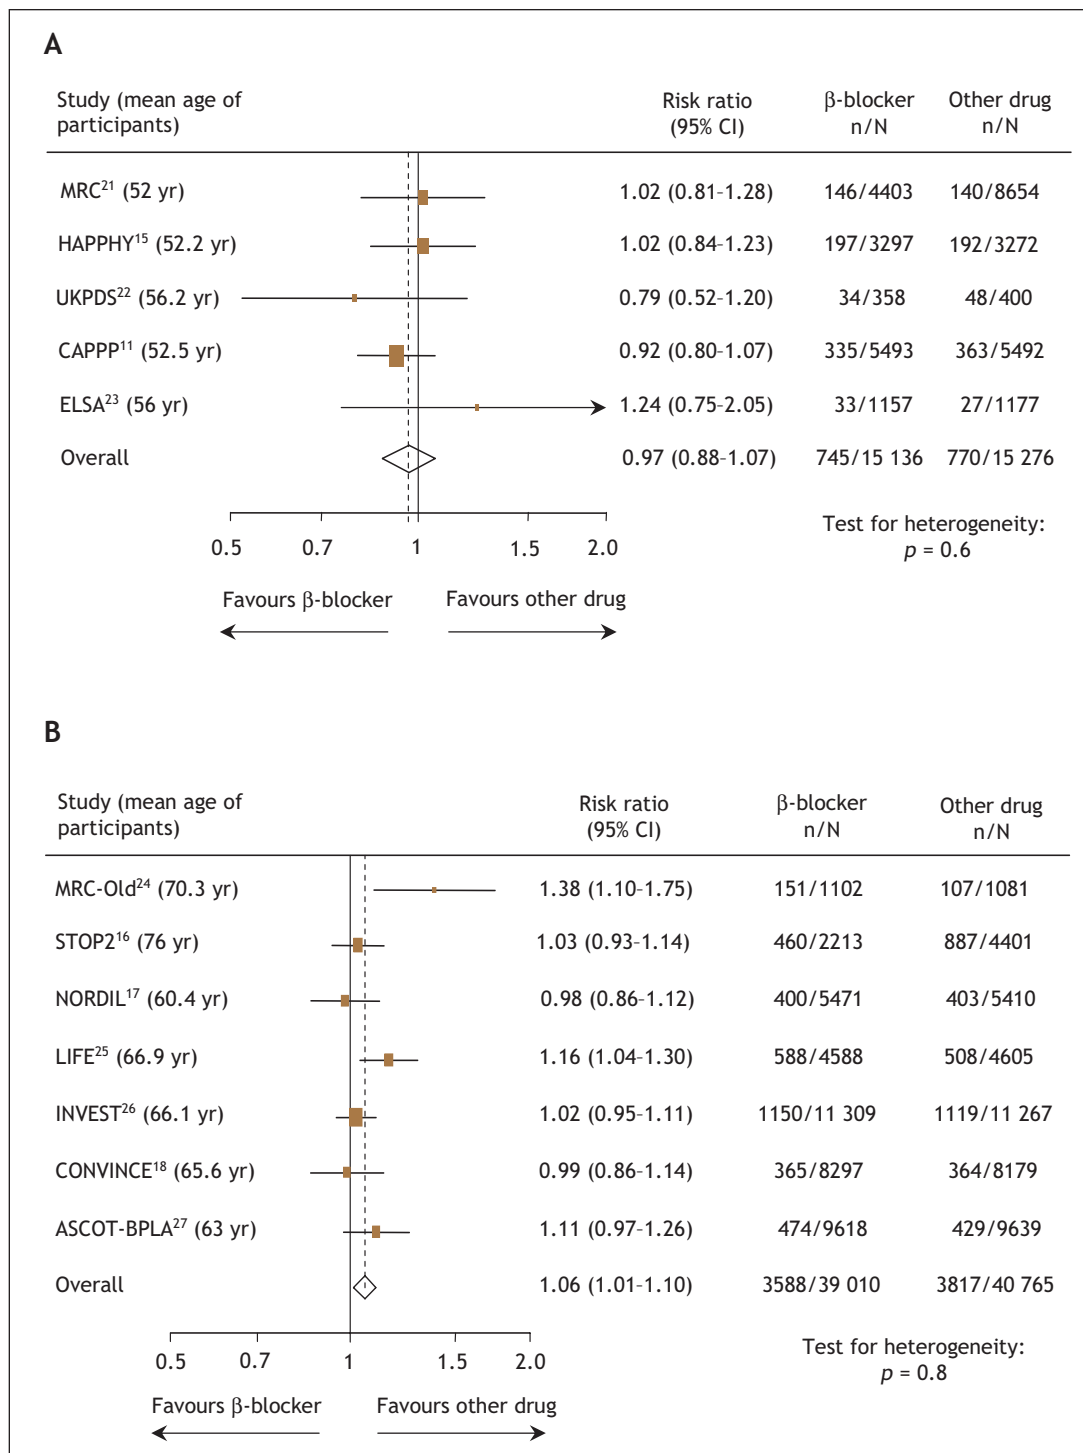 A
Study (mean age of participants) Risk ratio (95% CI) β-blocker n/N Other drug n/N
MRC21 (52 yr) 1.02 (0.81–1.28) 146/4403 140/8654
HAPPHY15 (52.2 yr) 1.02 (0.84–1.23) 197/3297 192/3272
UKPDS22 (56.2 yr) 0.79 (0.52–1.20) 34/358 48/400
CAPPP11 (52.5 yr) 0.92 (0.80–1.07) 335/5493 363/5492
ELSA23 (56 yr) 1.24 (0.75–2.05) 33/1157 27/1177
Overall 0.97 (0.88–1.07) 745/15 136 770/15 276
0.5 0.7 1 1.5 2.0
Test for heterogeneity:
p = 0.6
Favours β-blocker Favours other drug
B
Study (mean age of participants) Risk ratio (95% CI) β-blocker n/N Other drug n/N
MRC-Old24 (70.3 yr) 1.38 (1.10–1.75) 151/1102 107/1081
STOP216 (76 yr) 1.03 (0.93–1.14) 460/2213 887/4401
NORDIL17 (60.4 yr) 0.98 (0.86–1.12) 400/5471 403/5410
LIFE25 (66.9 yr) 1.16 (1.04–1.30) 588/4588 508/4605
INVEST26 (66.1 yr) 1.02 (0.95–1.11) 1150/11 309 1119/11 267
CONVINCE18 (65.6 yr) 0.99 (0.86–1.14) 365/8297 364/8179
ASCOT-BPLA27 (63 yr) 1.11 (0.97–1.26) 474/9618 429/9639
Overall 1.06 (1.01–1.10) 3588/39 010 3817/40 765
0.5 0.7 1 1.5 2.0
Test for heterogeneity:
p = 0.8
Favours β-blocker Favours other drug